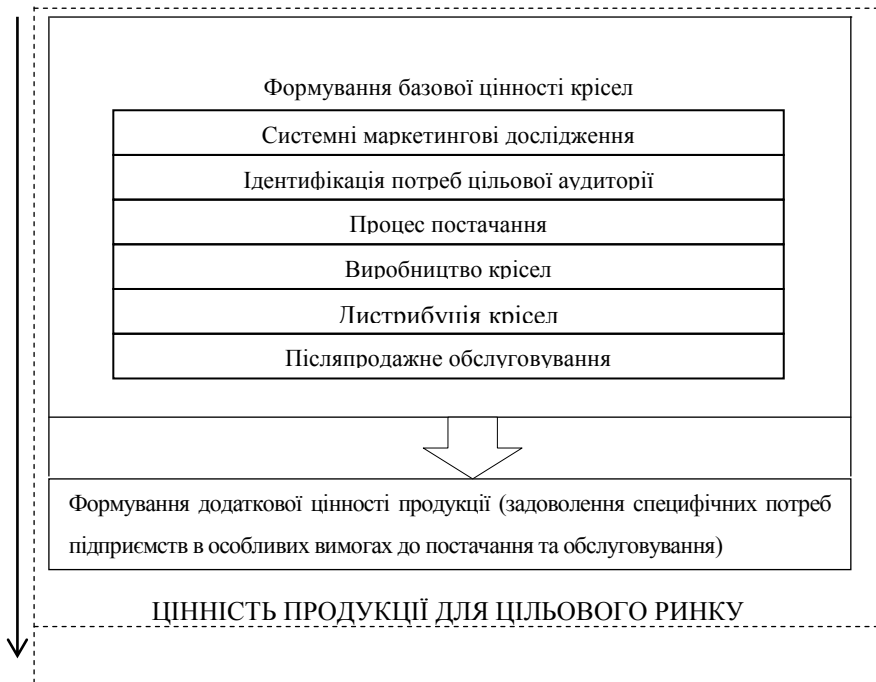 Формування базової цінності крісел
Системні маркетингові дослідження
Ідентифікація потреб цільової аудиторії
Процес постачання
Виробництво крісел
Дистрибуція крісел
Післяпродажне обслуговування
Формування додаткової цінності продукції (задоволення специфічних потреб
підприємств в особливих вимогах до постачання та обслуговування)
ЦІННІСТЬ ПРОДУКЦІЇ ДЛЯ ЦІЛЬОВОГО РИНКУ